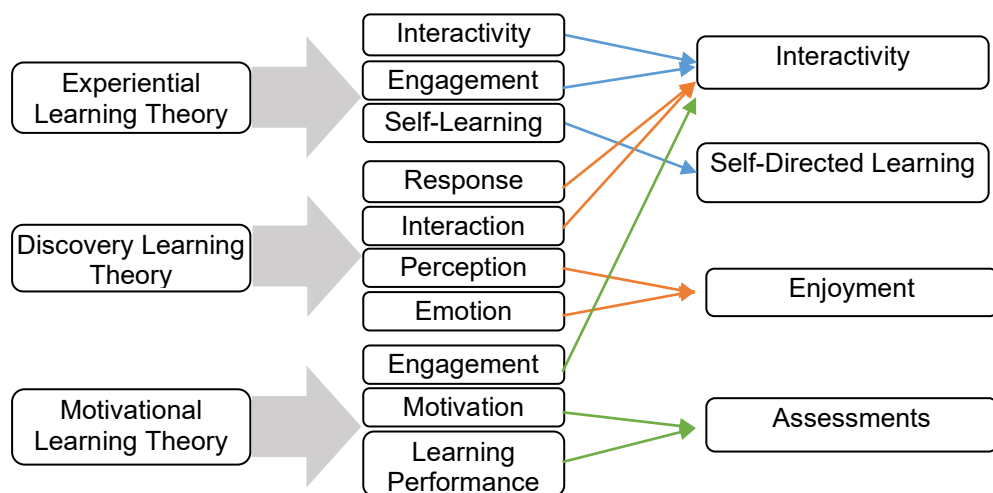 Experiential
Learning Theory
Discovery Learning
Theory
Motivational
Learning Theory
Interactivity
Engagement
Self-Learning
Response
Interaction
Perception
Emotion
Engagement
Motivation
Learning
Performance
Interactivity
Self-Directed Learning
Enjoyment
Assessments